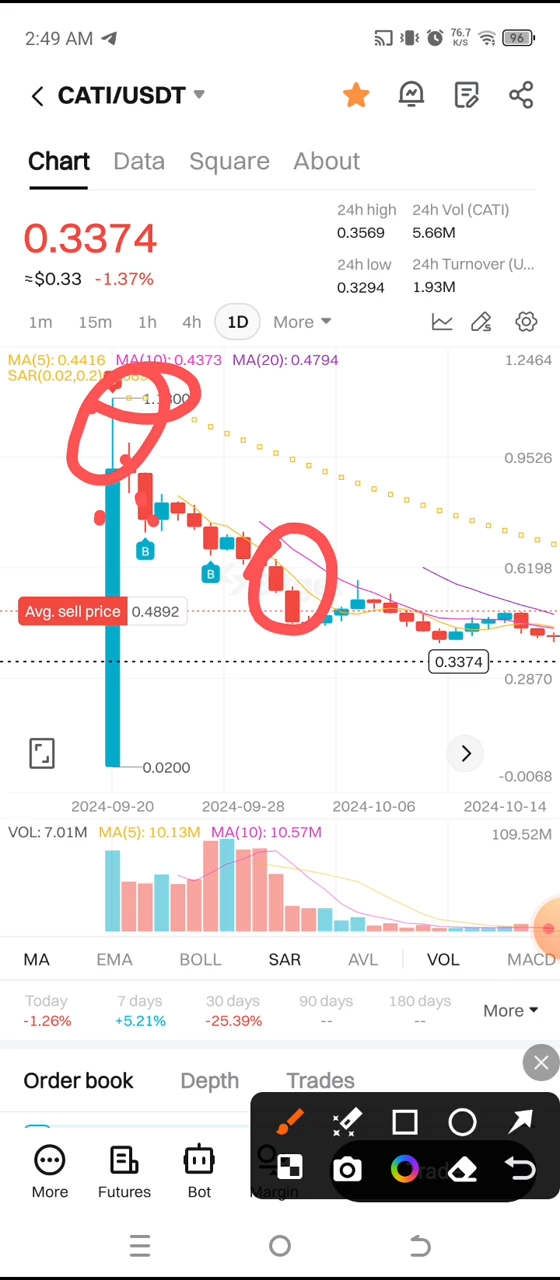 2:49 AM
76.7
K/S
96
CATI/USDT
Chart Data Square About
24h high 24h Vol (CATI)
0.3374
0.3569 5.66M
24h low 24h Turnover (U...
≈$0.33 -1.37%
0.3294 1.93M
1m 15m 1h 4h 1D More
MA(5): 0.4416 MA(10): 0.4373 MA(20): 0.4794
1.2464
SAR(0.02,0.2)
0.9526
B
B
0.6198
Avg. sell price 0.4892
0.3374
0.2870
0.0200
-0.0068
2024-09-20 2024-09-28 2024-10-06 2024-10-14
VOL: 7.01M MA(5): 10.13M MA(10): 10.57M
109.52M
MA EMA BOLL SAR AVL VOL MACD
Today 7 days 30 days 90 days 180 days
More
-1.26% +5.21% -25.39% -- --
Order book Depth Trades
More Futures Bot Margin